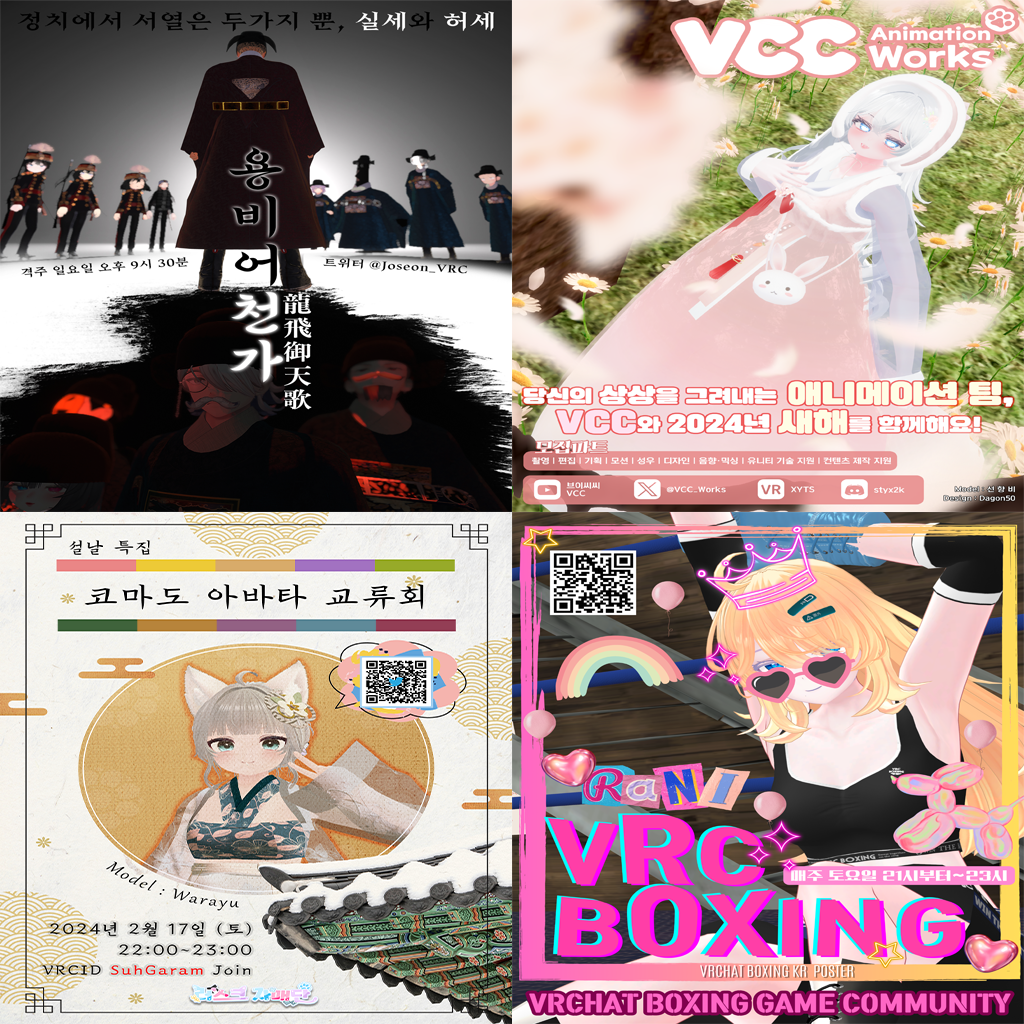 정치에서 서열은 두가지 뿐, 실세와 허세
용비어천가
龍飛御天歌
격주 일요일 오후 9시 30분
트위터 @Joseon_VRC
VCC Animation Works
당신의 상상을 그려내는 애니메이션 팀,
VCC와 2024년 새해를 함께해요!
모집파트
촬영 | 편집 | 기획 | 모션 | 성우 | 디자인 | 음향·믹싱 | 유니티 기술 지원 | 컨텐츠 제작 지원
브이씨씨 VCC
@VCC_Works
VR XYTS
styx2k
Model : 선향비
Design : Dagon50
설날 특집
코마도 아바타 교류회
Model : Warayu
2024년 2월 17일 (토)
22:00~23:00
VRCID SuhGaram Join
RaNI
VRC
BOXING
매주 토요일 21시부터~23시
VRCHAT BOXING KR POSTER
VRCHAT BOXING GAME COMMUNITY